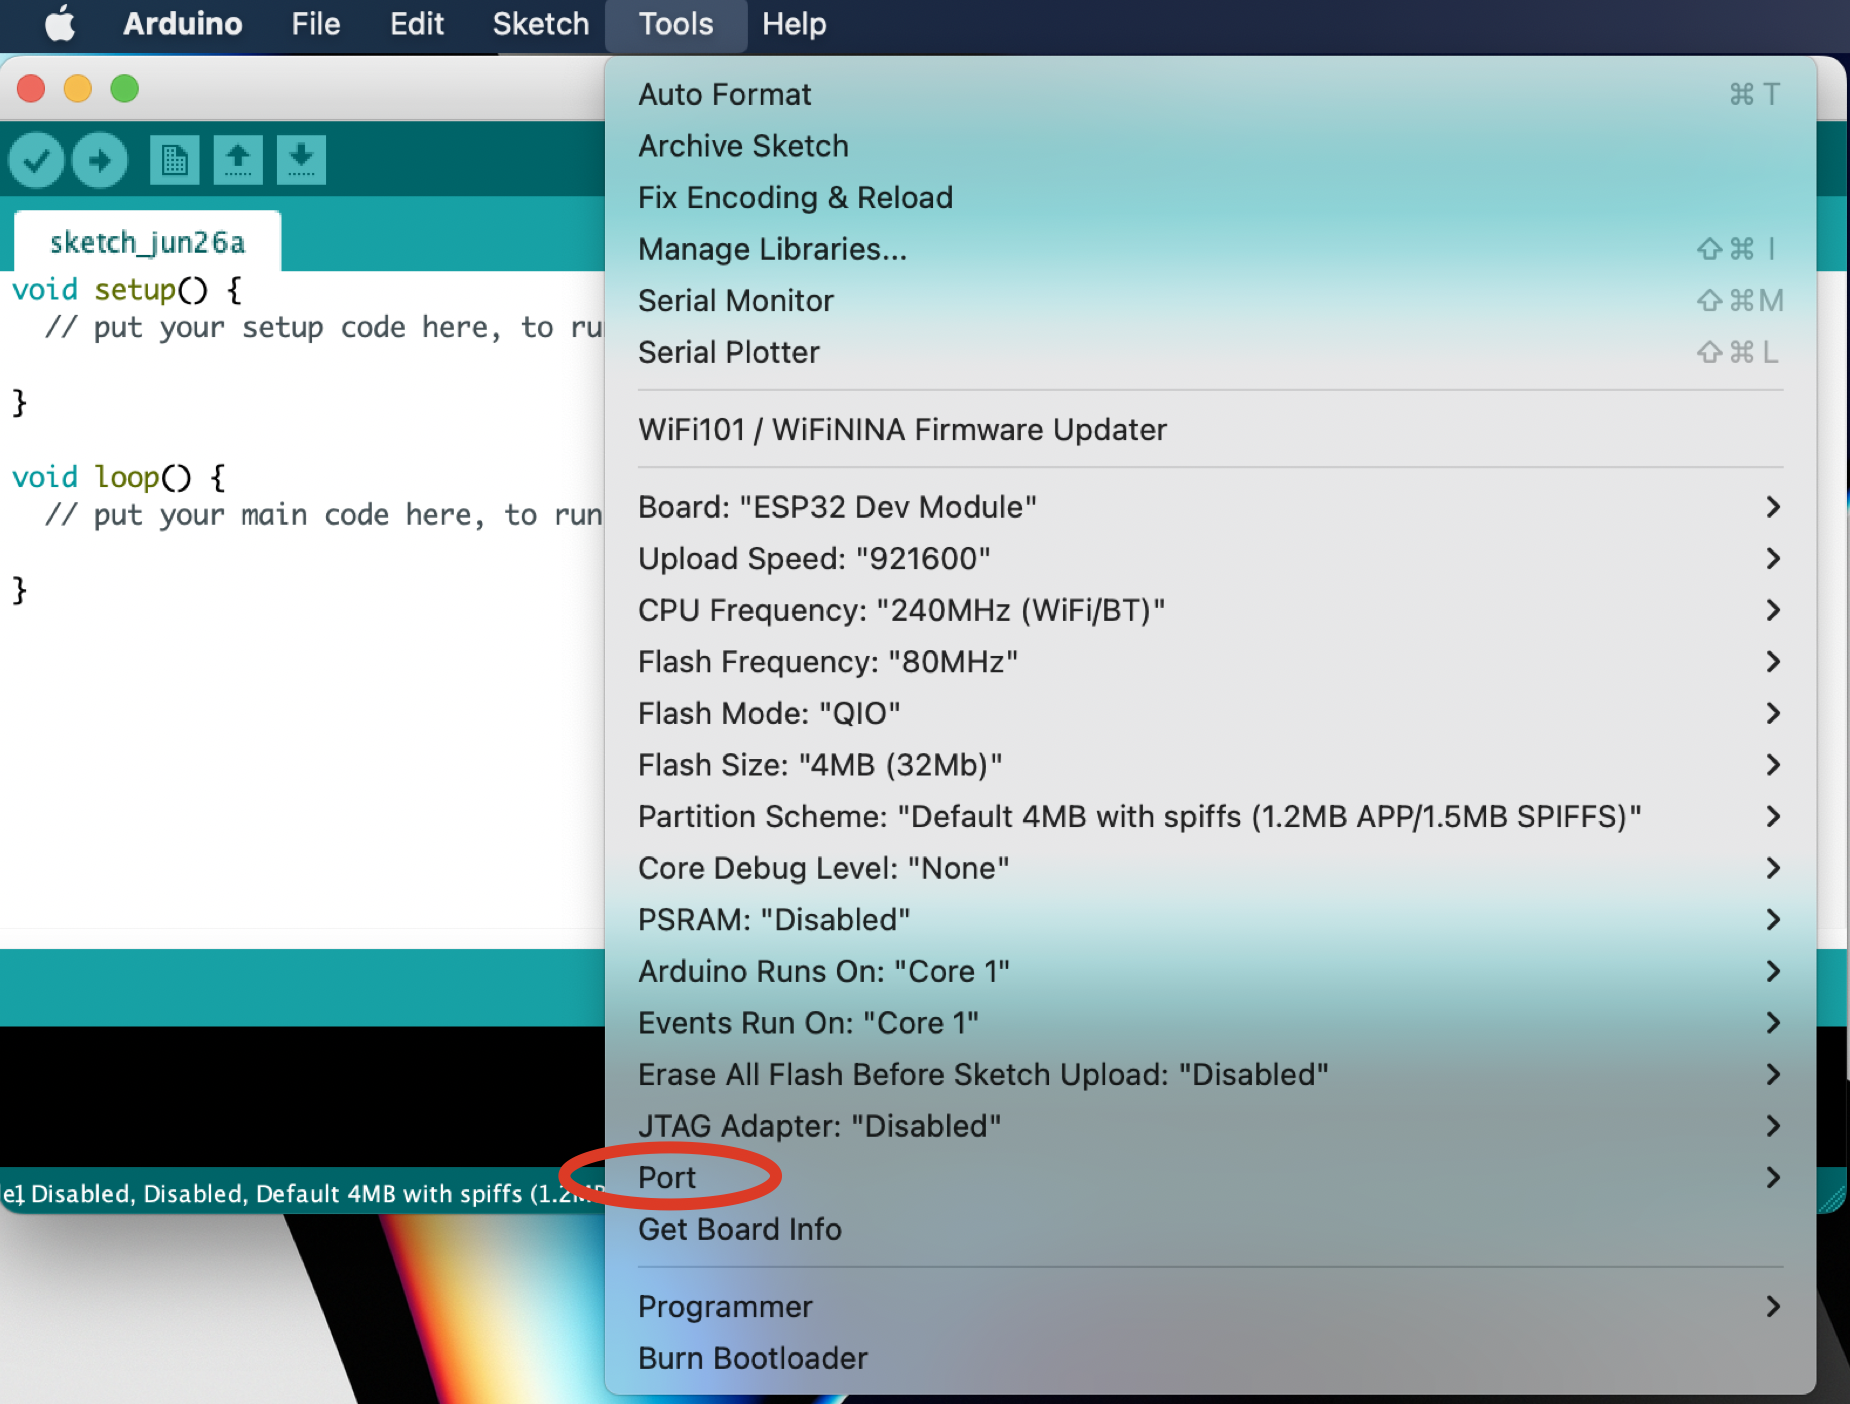 Arduino File Edit Sketch Tools Help
Auto Format ⌘ T
Archive Sketch
Fix Encoding & Reload
Manage Libraries... ⇧ ⌘ I
Serial Monitor ⇧ ⌘ M
Serial Plotter ⇧ ⌘ L
WiFi101 / WiFiNINA Firmware Updater
Board: "ESP32 Dev Module"
Upload Speed: "921600"
CPU Frequency: "240MHz (WiFi/BT)"
Flash Frequency: "80MHz"
Flash Mode: "QIO"
Flash Size: "4MB (32Mb)"
Partition Scheme: "Default 4MB with spiffs (1.2MB APP/1.5MB SPIFFS)"
Core Debug Level: "None"
PSRAM: "Disabled"
Arduino Runs On: "Core 1"
Events Run On: "Core 1"
Erase All Flash Before Sketch Upload: "Disabled"
JTAG Adapter: "Disabled"
Port
Get Board Info
Programmer
Burn Bootloader
sketch_jun26a
void setup() {
// put your setup code here, to ru
}
void loop() {
// put your main code here, to run
}
Disabled, Disabled, Default 4MB with spiffs (1.2MB